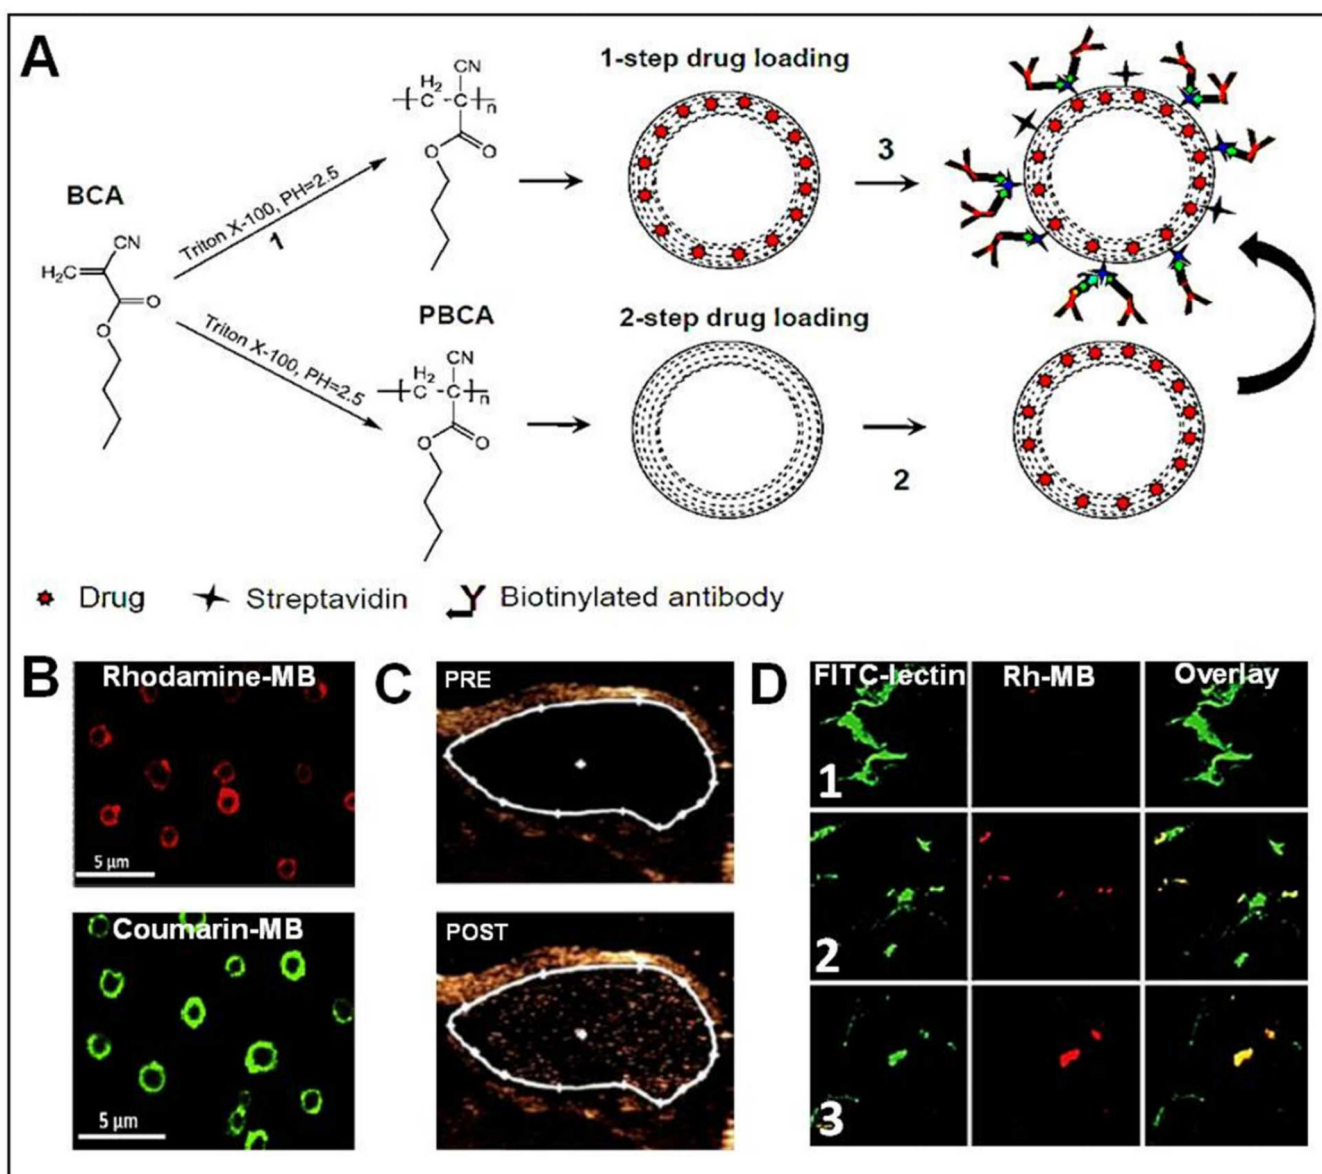 A
1-step drug loading
CN
H2
C
C
n
O
O
3
BCA
Triton X-100, PH=2.5
1
CN
H2C
O
O
Triton X-100, PH=2.5
PBCA
2-step drug loading
CN
H2
C
C
n
O
O
2
Drug
Streptavidin
Biotinylated antibody
B
Rhodamine-MB
5 µm
Coumarin-MB
5 µm
C
PRE
POST
D
FITC-lectin
Rh-MB
Overlay
1
2
3